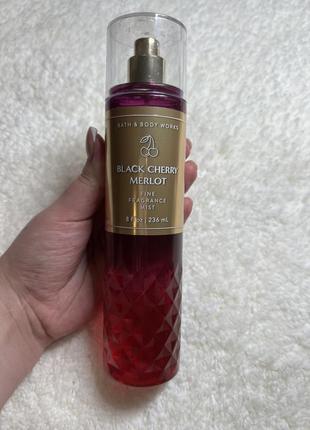 BATH & BODY WORKS
BLACK CHERRY
MERLOT
FINE
FRAGRANCE
MIST
8 fl oz | 236 mL